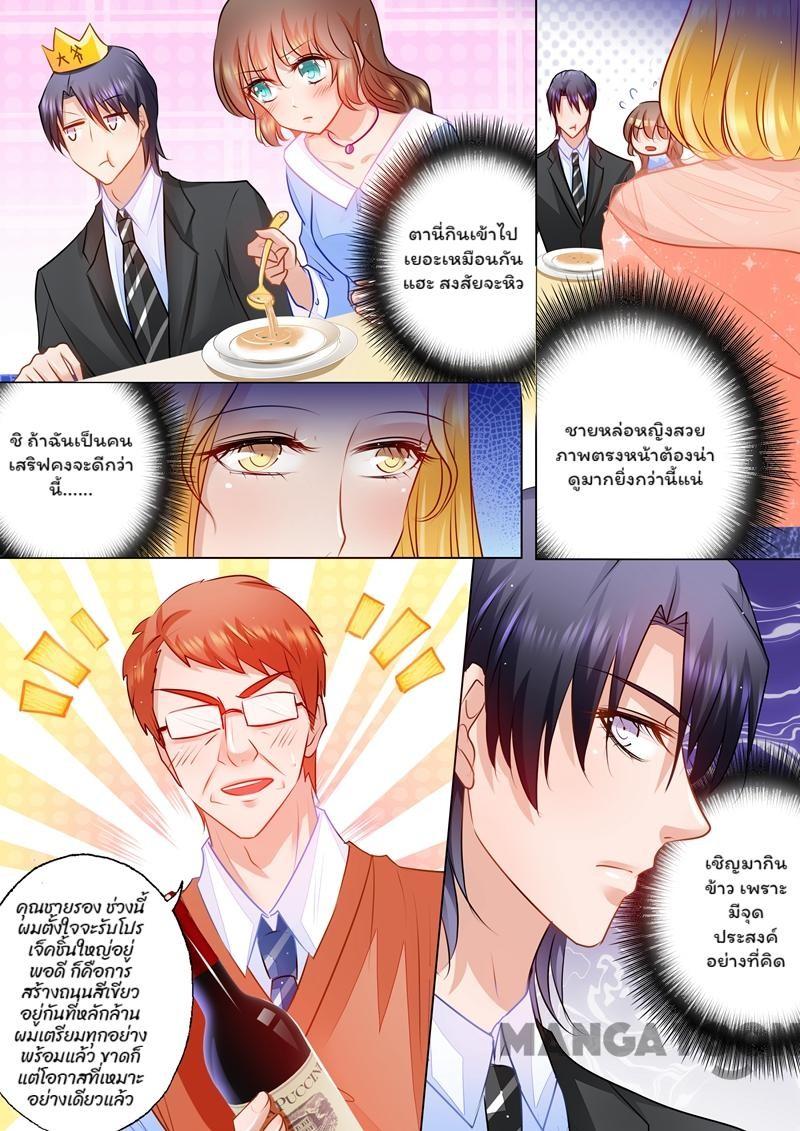 大爷
ตานี่กินเข้าไป
เยอะเหมือนกัน
แฮะ สงสัยจะหิว
ชายหล่อหญิงสวย
ภาพตรงหน้าต้องน่า
ดูมากยิ่งกว่านี้แน่
ชิ ถ้าฉันเป็นคน
เสริฟคงจะดีกว่า
นี้......
คุณชายรอง ช่วงนี้
ผมตั้งใจจะรับโปร
เจ็คชิ้นใหญ่อยู่
พอดี ก็คือการ
สร้างถนนสีเขียว
อยู่กันที่หลักล้าน
ผมเตรียมทุกอย่าง
พร้อมแล้ว ขาดก็
แต่โอกาสที่เหมาะ
อย่างเดียวแล้ว
PUCCINI
เชิญมากิน
ข้าว เพราะ
มีจุด
ประสงค์
อย่างที่คิด
MANGA